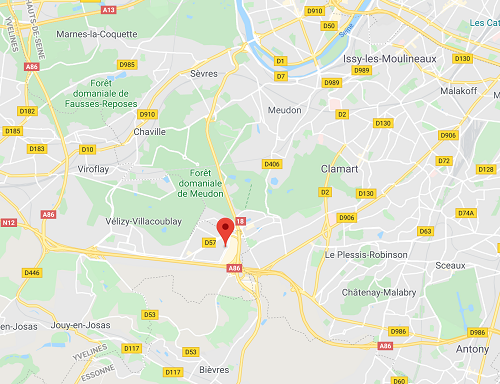 A13
D910
D50
HAUTS-DE-SEINE
YVELINES
Marnes-la-Coquette
Seine
Les Cat
A86
D985
D1
Issy-les-Moulineaux
D130
Sèvres
D7
D989
D989
Forêt
domaniale de
Fausses-Reposes
Malakoff
D182
D910
Meudon
D2
D185
Chaville
D130
D906
D183
D10
D406
D72
Viroflay
Forêt
domaniale
de Meudon
Clamart
D128
D2
D130
A86
N12
Vélizy-Villacoublay
18
D906
D74A
D63
D57
Le Plessis-Robinson
A86
Sceaux
D446
Châtenay-Malabry
D53
en-Josas
Jouy-en-Josas
D986
D986
A86
Antony
YVELINES
ESSONNE
D117
D53
D117
Bièvres
D60